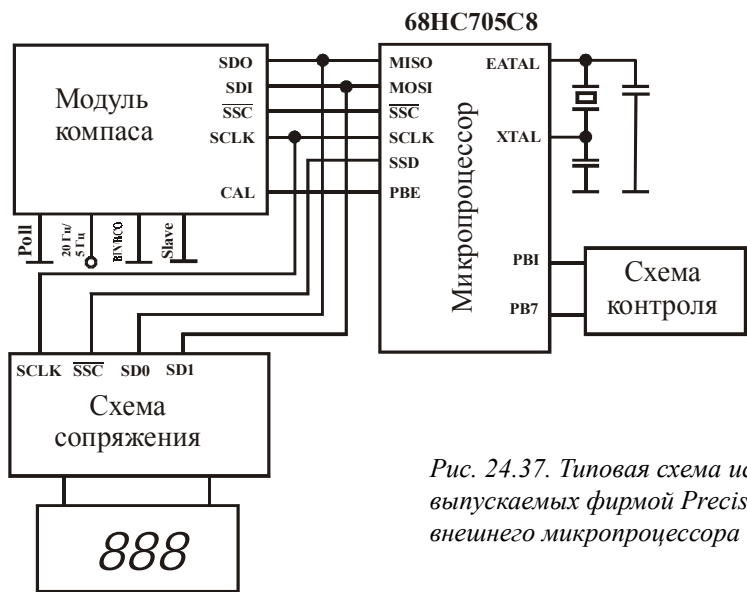 68HC705C8
Модуль
компаса
SDO
SDI
SSC
SCLK
CAL
Poll
20 Гц/
5 Гц
BIN/BCO
Slave
MISO
MOSI
SSC
SCLK
SSD
PBE
Микропроцессор
EATAL
XTAL
PBI
PB7
Схема
контроля
SCLK SSC SD0 SD1
Схема
сопряжения
888
Рис. 24.37. Типовая схема ис
выпускаемых фирмой Precis
внешнего микропроцессора